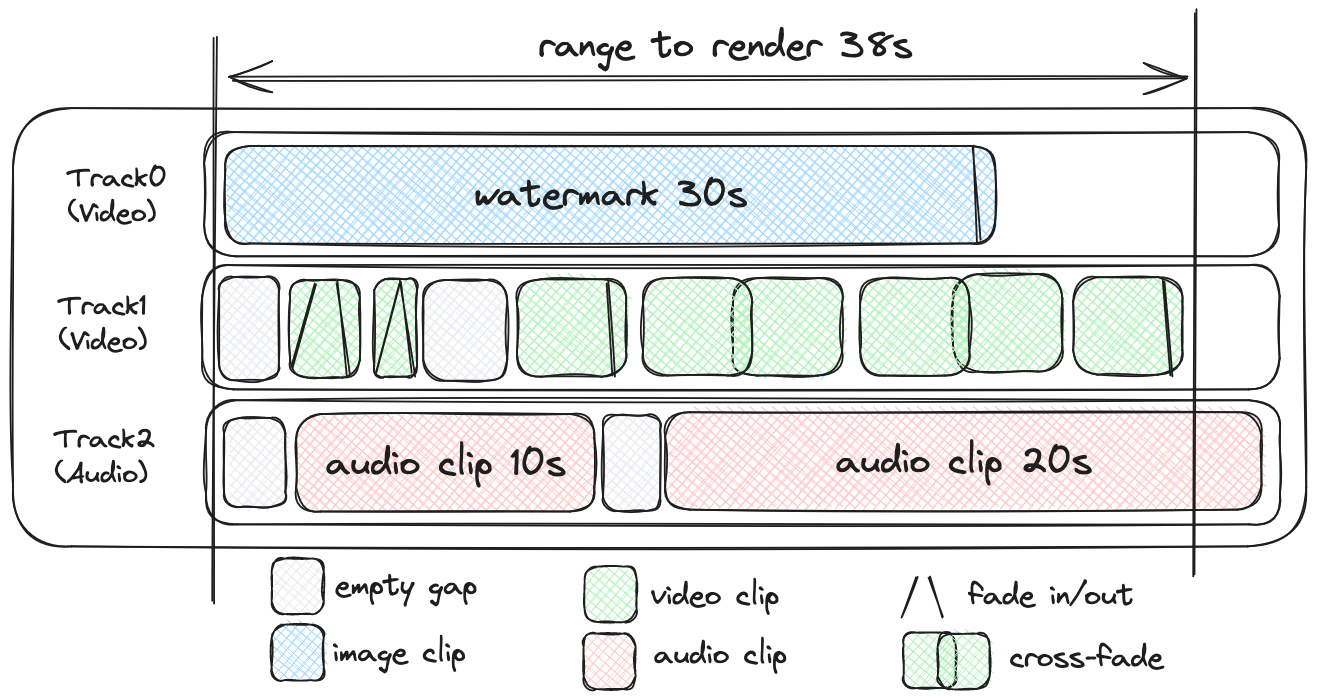 range to render 38s
Track0
(Video)
watermark 30s
Track1
(Video)
Track2
(Audio)
audio clip 10s
audio clip 20s
empty gap
video clip
fade in/out
image clip
audio clip
cross-fade